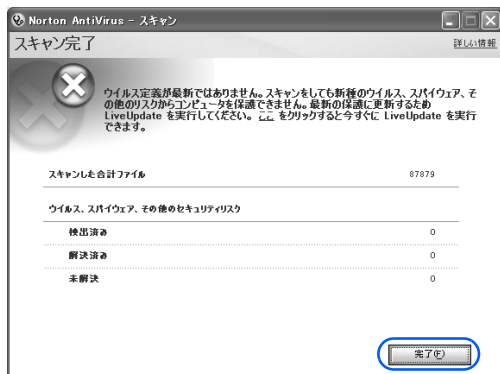 Norton AntiVirus - スキャン
スキャン完了
詳しい情報
ウイルス定義が最新ではありません。スキャンをしても新種のウイルス、スパイウェア、そ
の他のリスクからコンピュータを保護できません。最新の保護に更新するため
LiveUpdate を実行してください。 ここ をクリックすると今すぐに LiveUpdate を実行
できます。
スキャンした合計ファイル 87879
ウイルス、スパイウェア、その他のセキュリティリスク
検出済み 0
解決済み 0
未解決 0
完了(F)